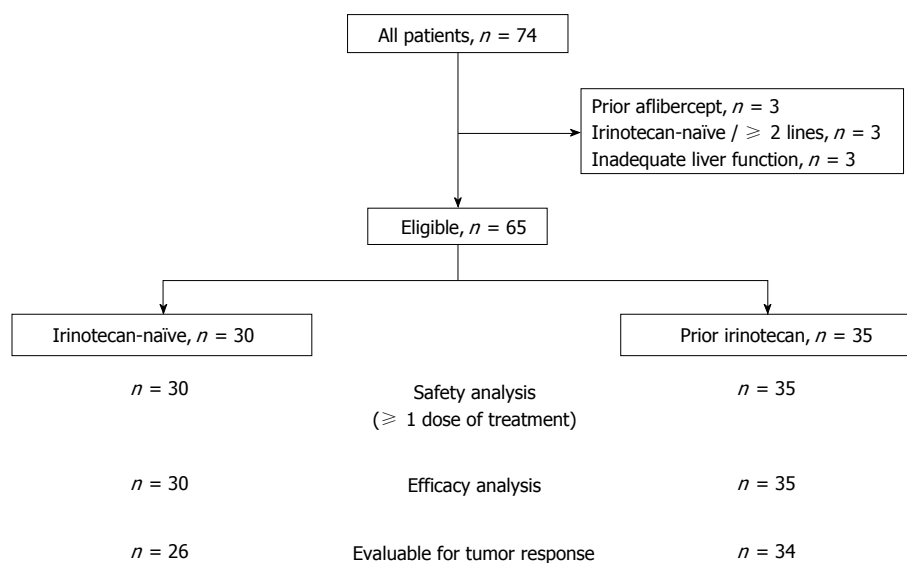 All patients, n = 74
Prior aflibercept, n = 3
Irinotecan-naïve / ≥ 2 lines, n = 3
Inadequate liver function, n = 3
Eligible, n = 65
Irinotecan-naïve, n = 30
Prior irinotecan, n = 35
n = 30
Safety analysis
(≥ 1 dose of treatment)
n = 35
n = 30
Efficacy analysis
n = 35
n = 26
Evaluable for tumor response
n = 34